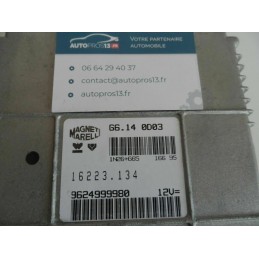 AUTOPROS13
VOTRE PARTENAIRE
AUTOMOBILE
06 64 29 40 37
contact@autopros13.fr
autopros13.fr
MAGNETI
MARELLI
G6.14 0D03
16223.134
9624999980 12V=